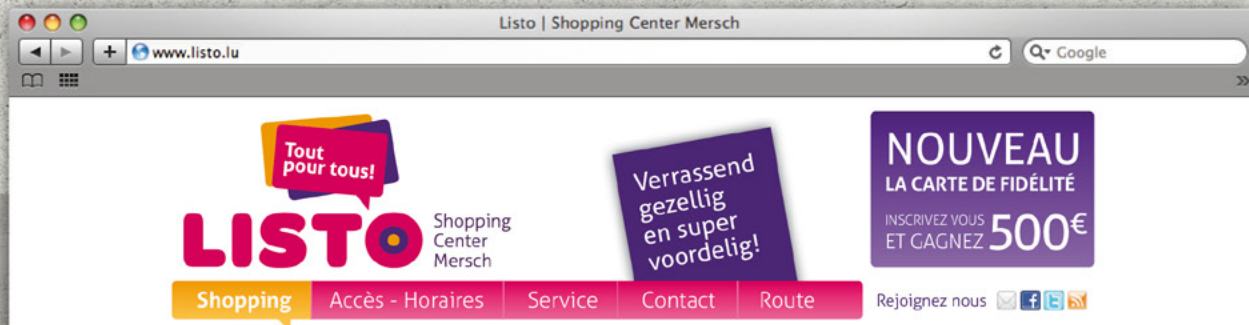 Listo | Shopping Center Mersch
www.listo.lu
Google
Tout
pour tous!
LISTO
Shopping
Center
Mersch
Verrassend
gezellig
en super
voordelig!
NOUVEAU
LA CARTE DE FIDÉLITÉ
INSCRIVEZ VOUS
ET GAGNEZ 500€
Shopping
Accès - Horaires
Service
Contact
Route
Rejoignez nous